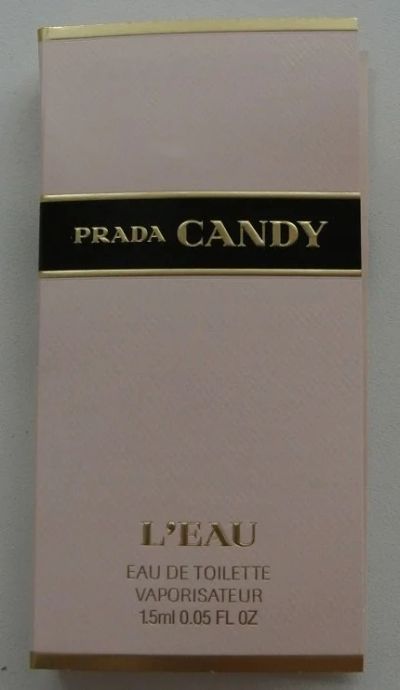 PRADA CANDY
L'EAU
EAU DE TOILETTE
VAPORISATEUR
1.5ml 0.05 FL OZ